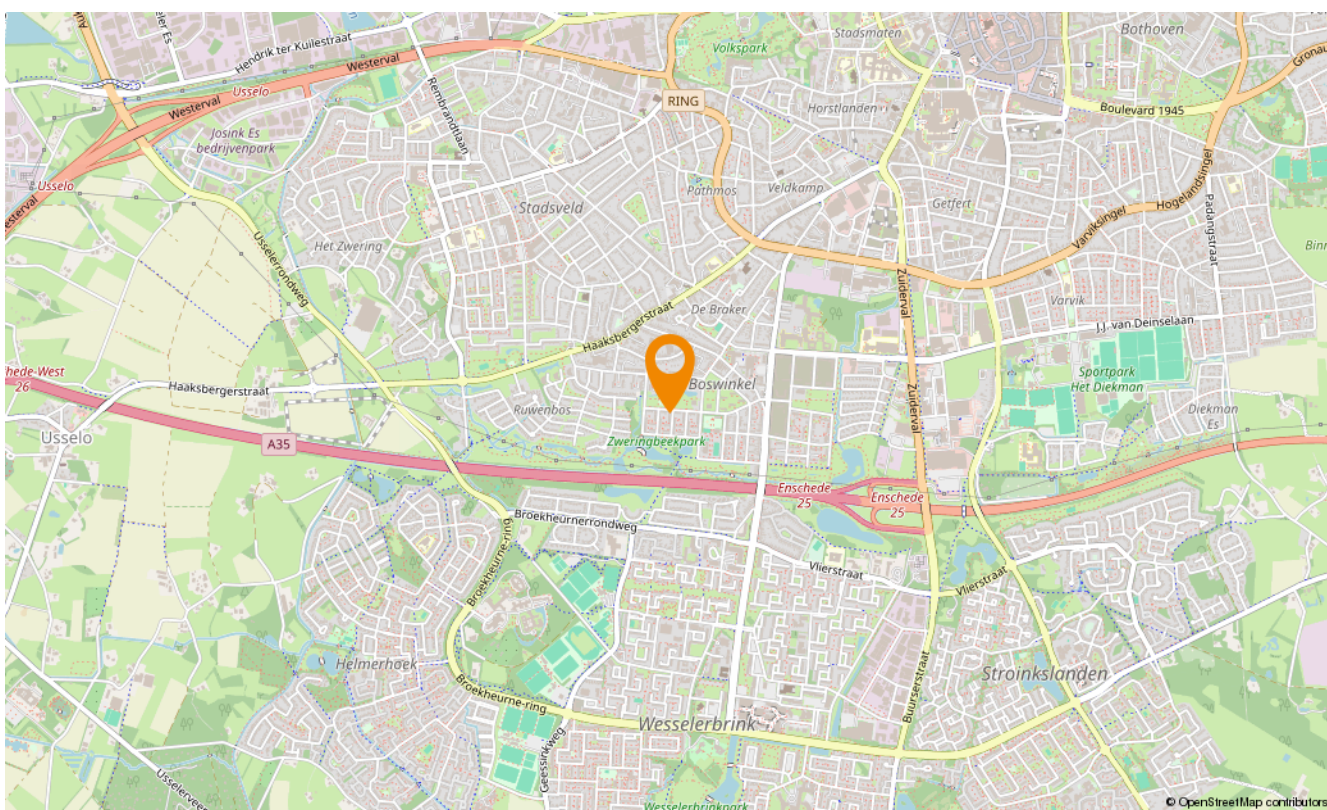 Hendrik ter Kuilestraat
Westerval
Volkspark
Stadsmaten
Bothoven
Usselo
Westerval
Rembrandtlaan
RING
Horstlanden
Boulevard 1945
Josink Es
bedrijvenpark
Usselo
Stadsveld
Pathmos
Veldkamp
Getfert
Hogelandsingel
Varviksingel
Padangstraat
Het Zwering
Usselerrondweg
Zuiderval
De Braker
Varvik
Haaksbergerstraat
J.J. van Deinselaan
Haaksbergerstraat
26
Boswinkel
Zuiderval
Sportpark
Het Diekman
Ruwenbos
Diekman
Es
Usselo
A35
Zweringbeekpark
Enschede
25
Enschede
25
Broekheurnerrondweg
Broekheurne-ring
Vlierstraat
Vlierstraat
Helmerhoek
Stroinkslanden
Broekheurne-ring
Buurserstraat
Wesselerbrink
Geessinkweg
Wesselerbrinkpark
© OpenStreetMap contributors